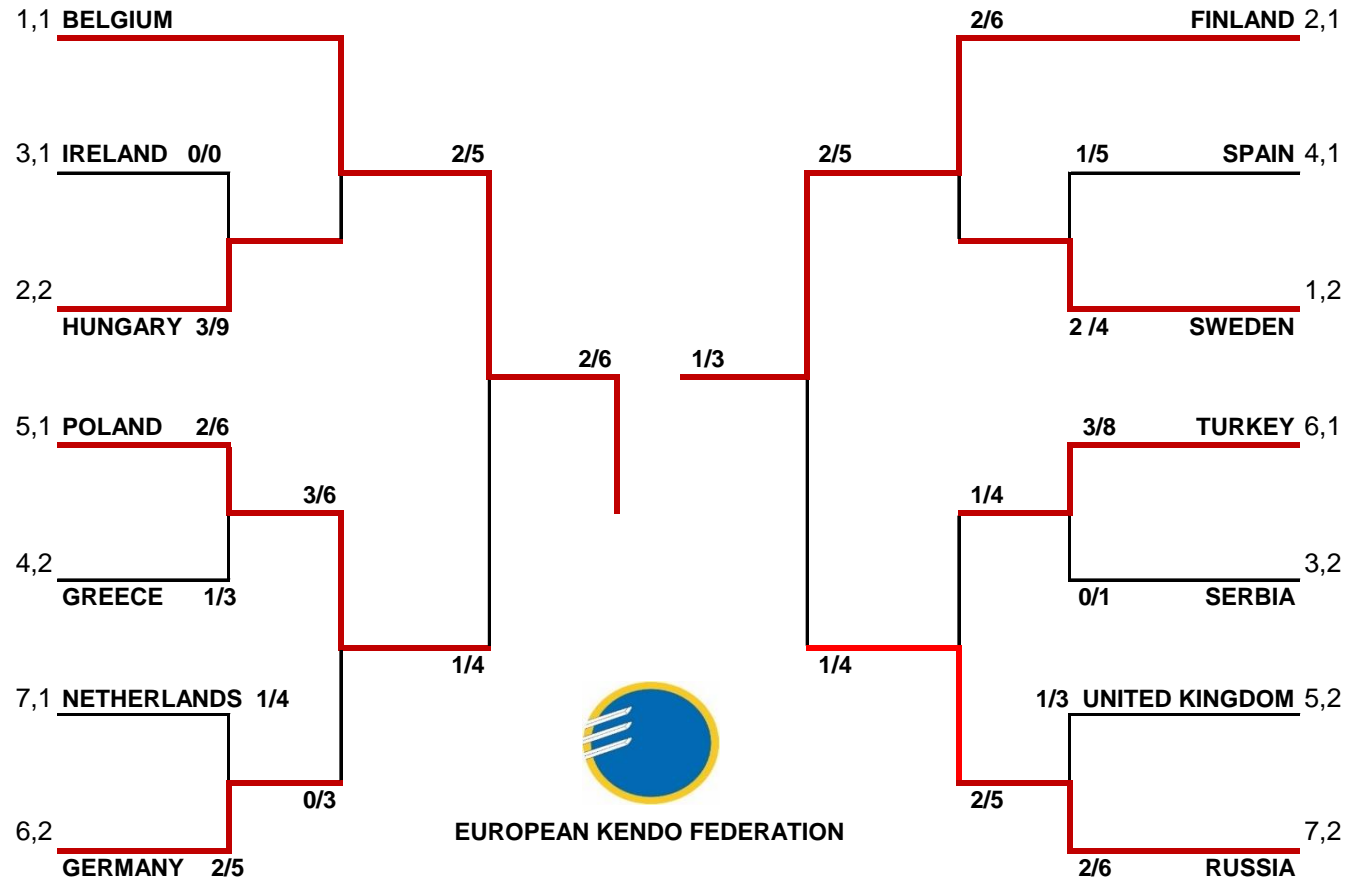 1,1 BELGIUM 2/6 FINLAND 2,1
3,1 IRELAND 0/0 2/5 2/5 1/5 SPAIN 4,1
2,2 1,2
HUNGARY 3/9 2 /4 SWEDEN
2/6 1/3
5,1 POLAND 2/6 3/8 TURKEY 6,1
3/6 1/4
4,2 3,2
GREECE 1/3 0/1 SERBIA
1/4 1/4
7,1 NETHERLANDS 1/4 1/3 UNITED KINGDOM 5,2
0/3 2/5
6,2 EUROPEAN KENDO FEDERATION 7,2
GERMANY 2/5 2/6 RUSSIA